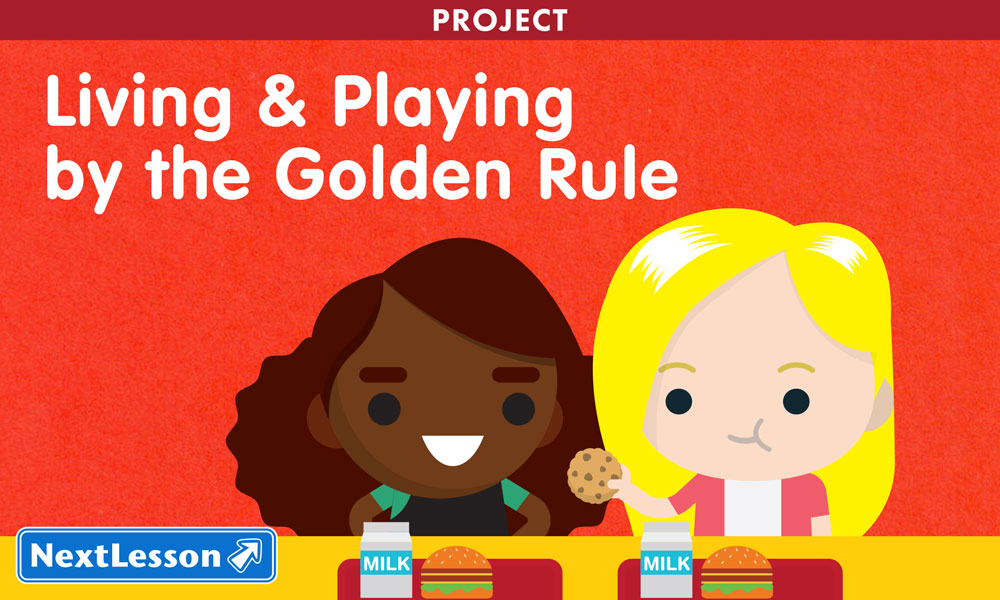 PROJECT
Living & Playing
by the Golden Rule
MILK
MILK
NextLesson